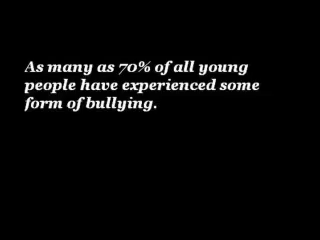 As many as 70% of all young
people have experienced some
form of bullying.